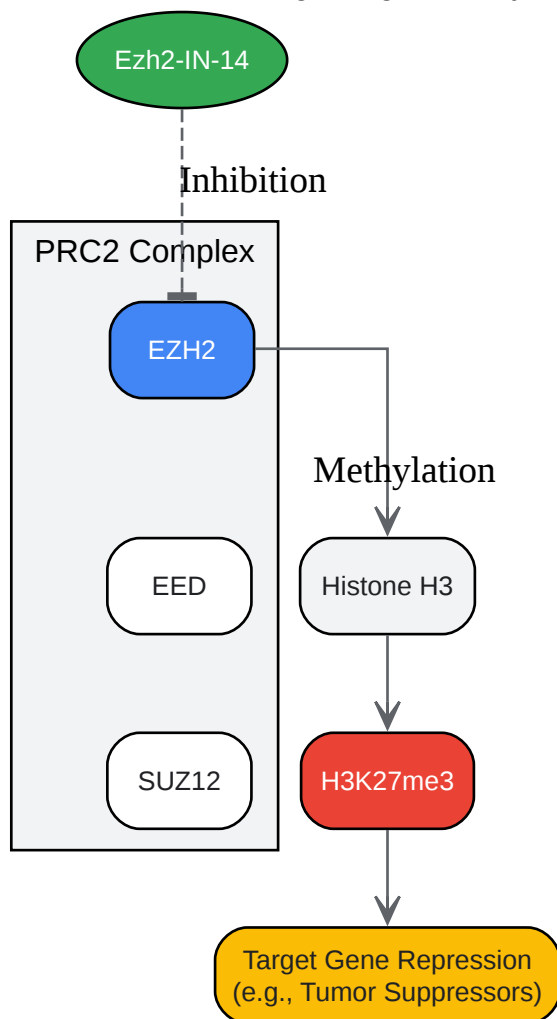 Ezh2-IN-14
Inhibition
PRC2 Complex
EZH2
Methylation
EED
Histone H3
SUZ12
H3K27me3
Target Gene Repression
(e.g., Tumor Suppressors)